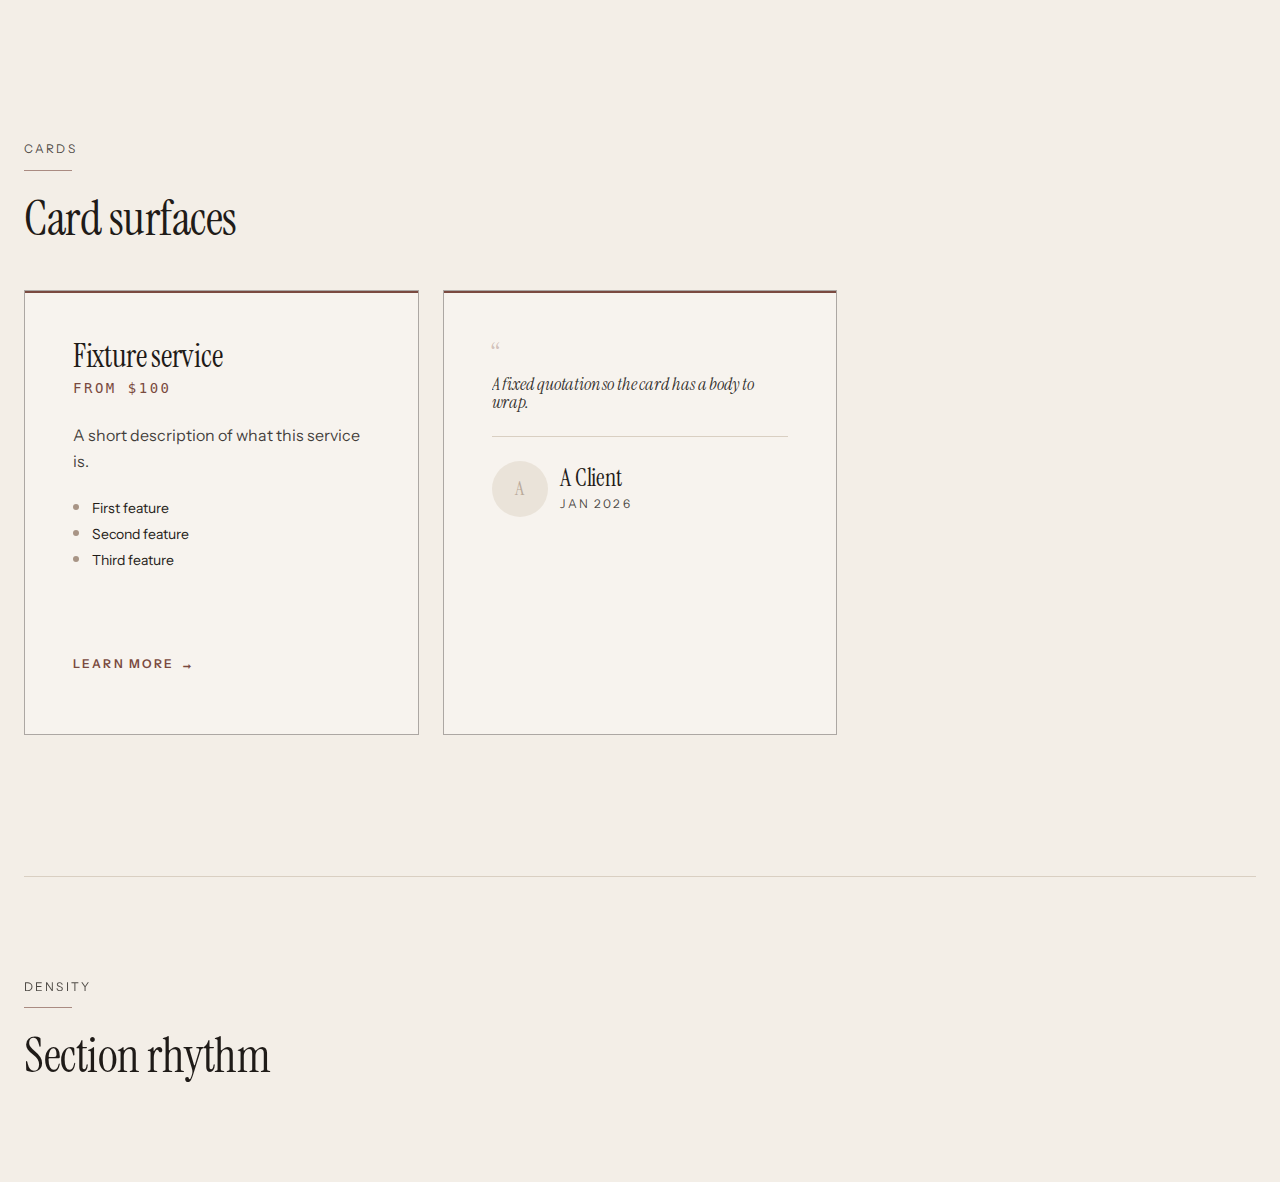 CARDS
Card surfaces
Fixture service
FROM $100
A short description of what this service
is.
First feature
Second feature
Third feature
LEARN MORE →
“
A fixed quotation so the card has a body to
wrap.
A
A Client
JAN 2026
DENSITY
Section rhythm